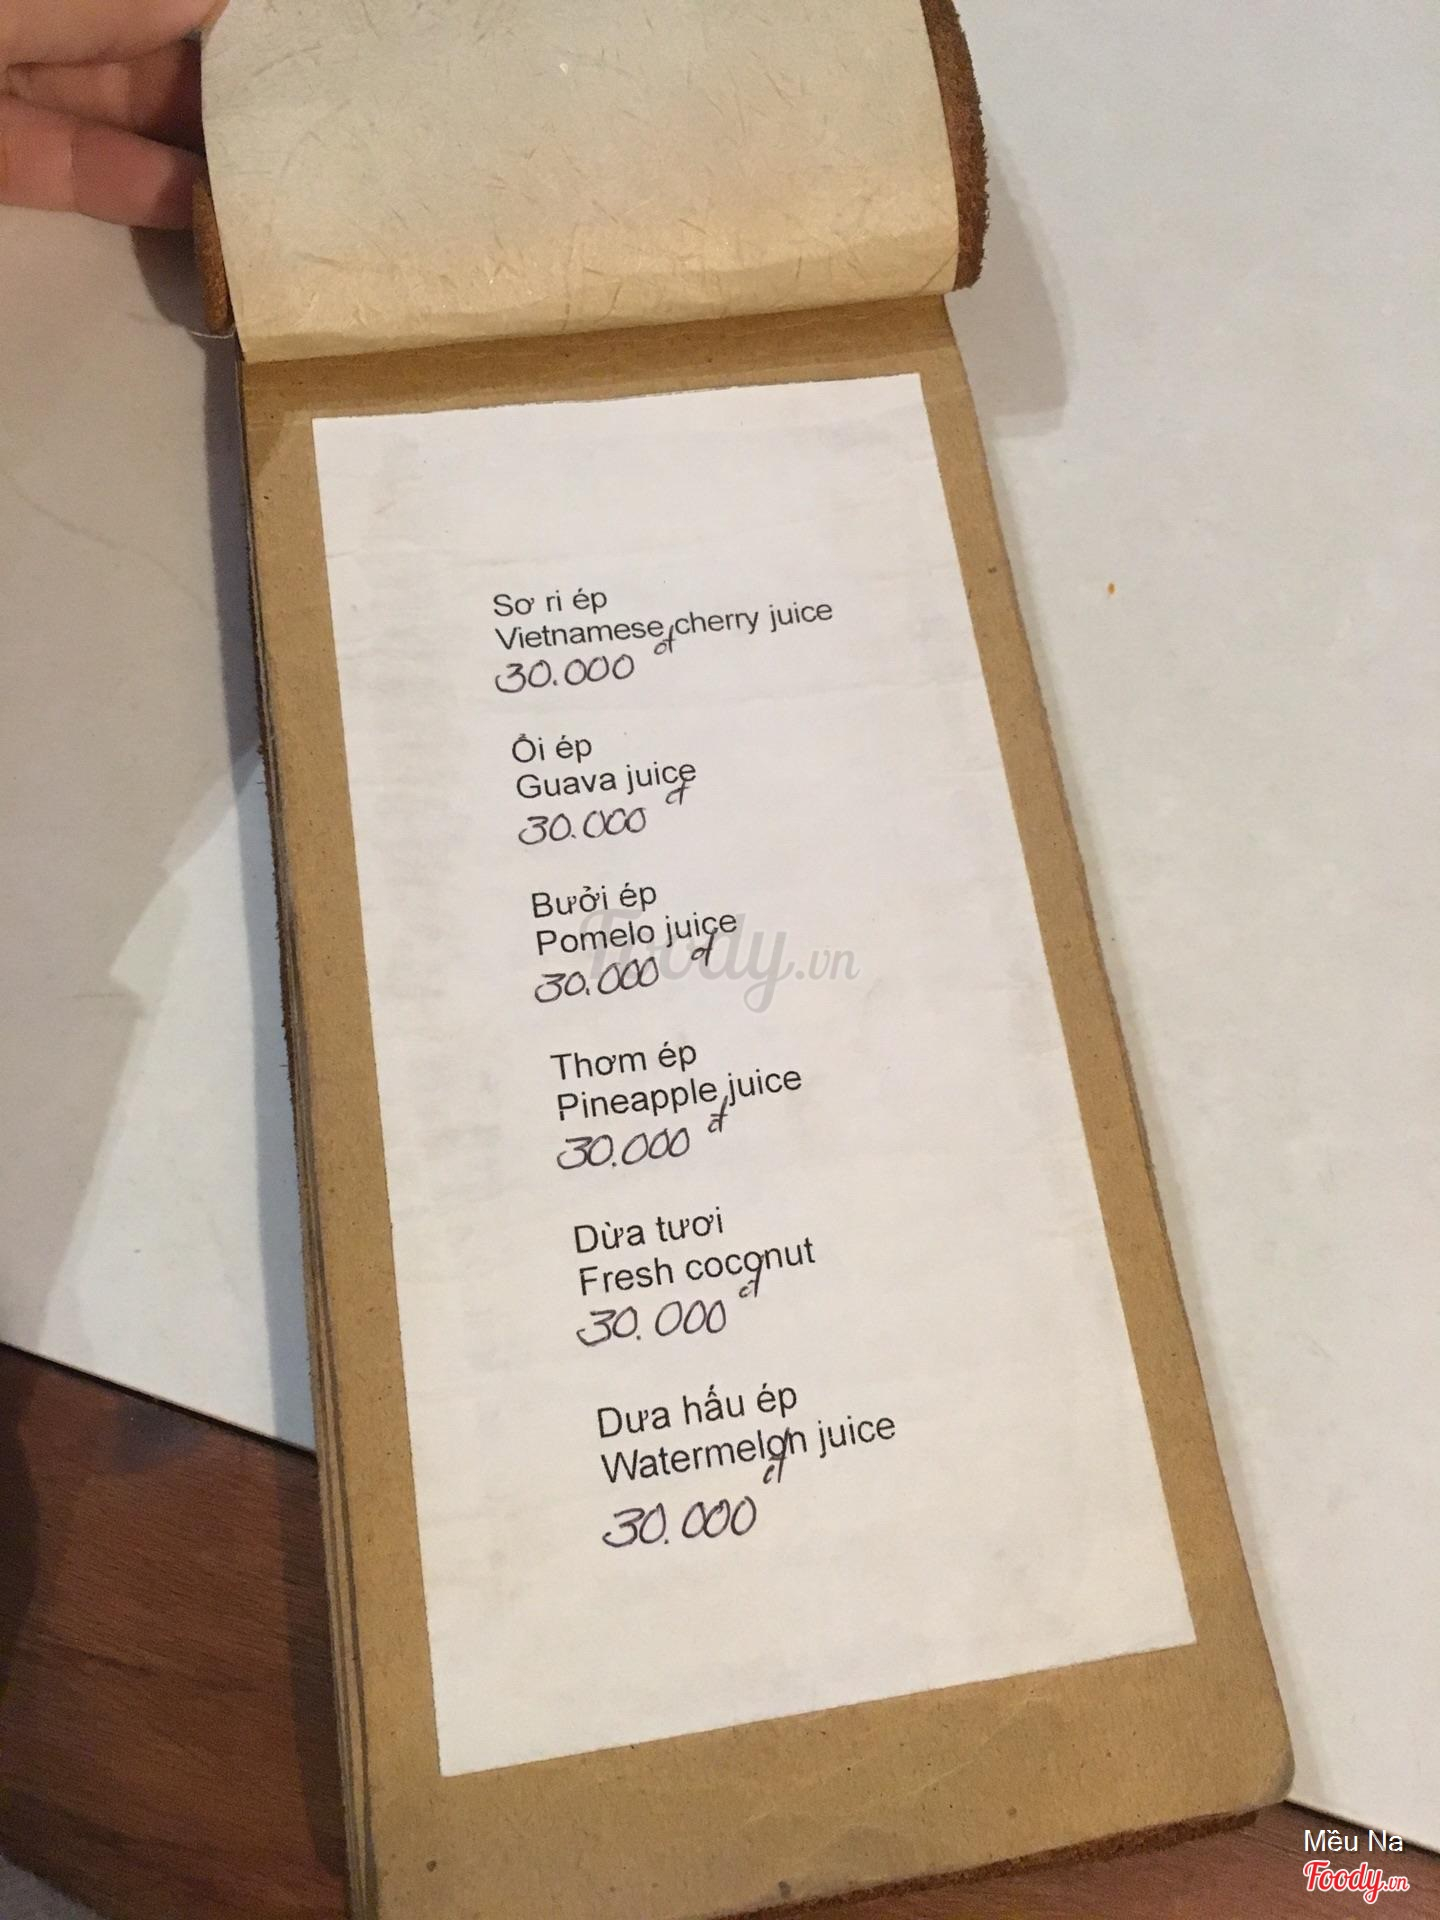 Sơ ri ép
Vietnamese cherry juice
30.000 đ
Ổi ép
Guava juice
30.000 đ
Bưởi ép
Pomelo juice
30.000 đ
Thơm ép
Pineapple juice
30.000 đ
Dừa tươi
Fresh coconut
30.000 đ
Dưa hấu ép
Watermelon juice
30.000 đ
Foody.vn
Mều Na
Foody.vn